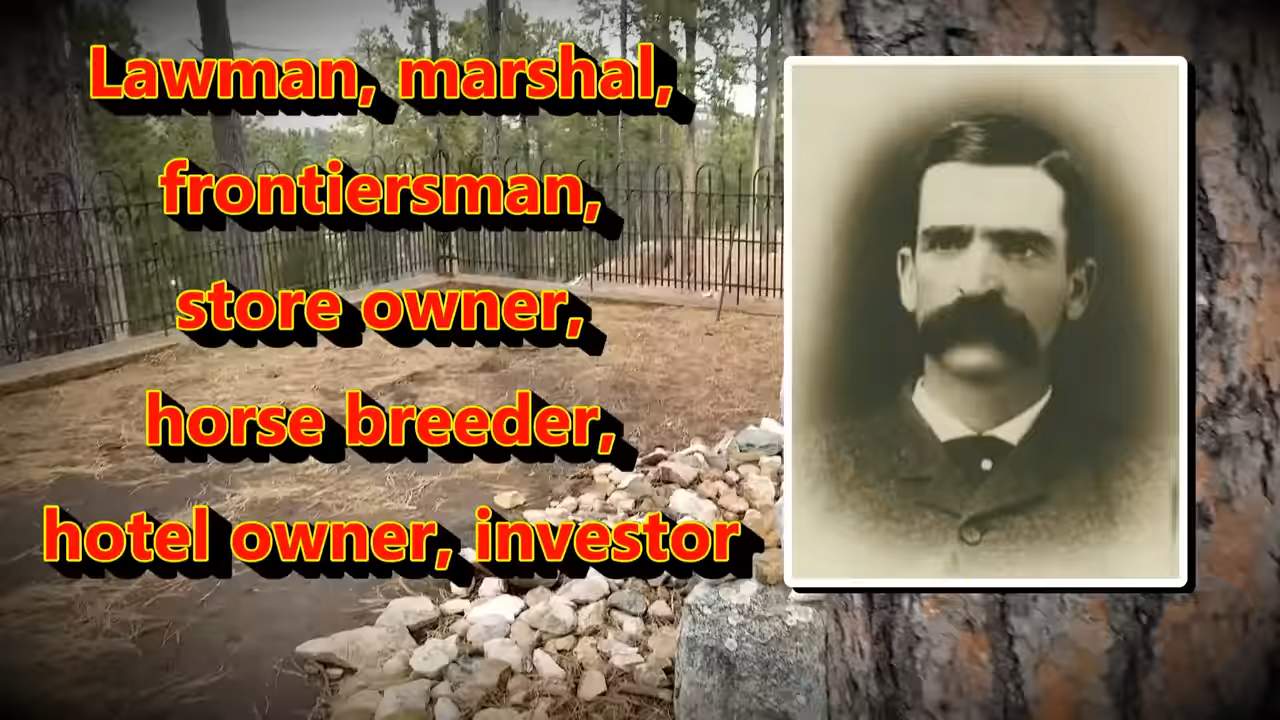 Lawman, marshal,
frontiersman,
store owner,
horse breeder,
hotel owner, investor